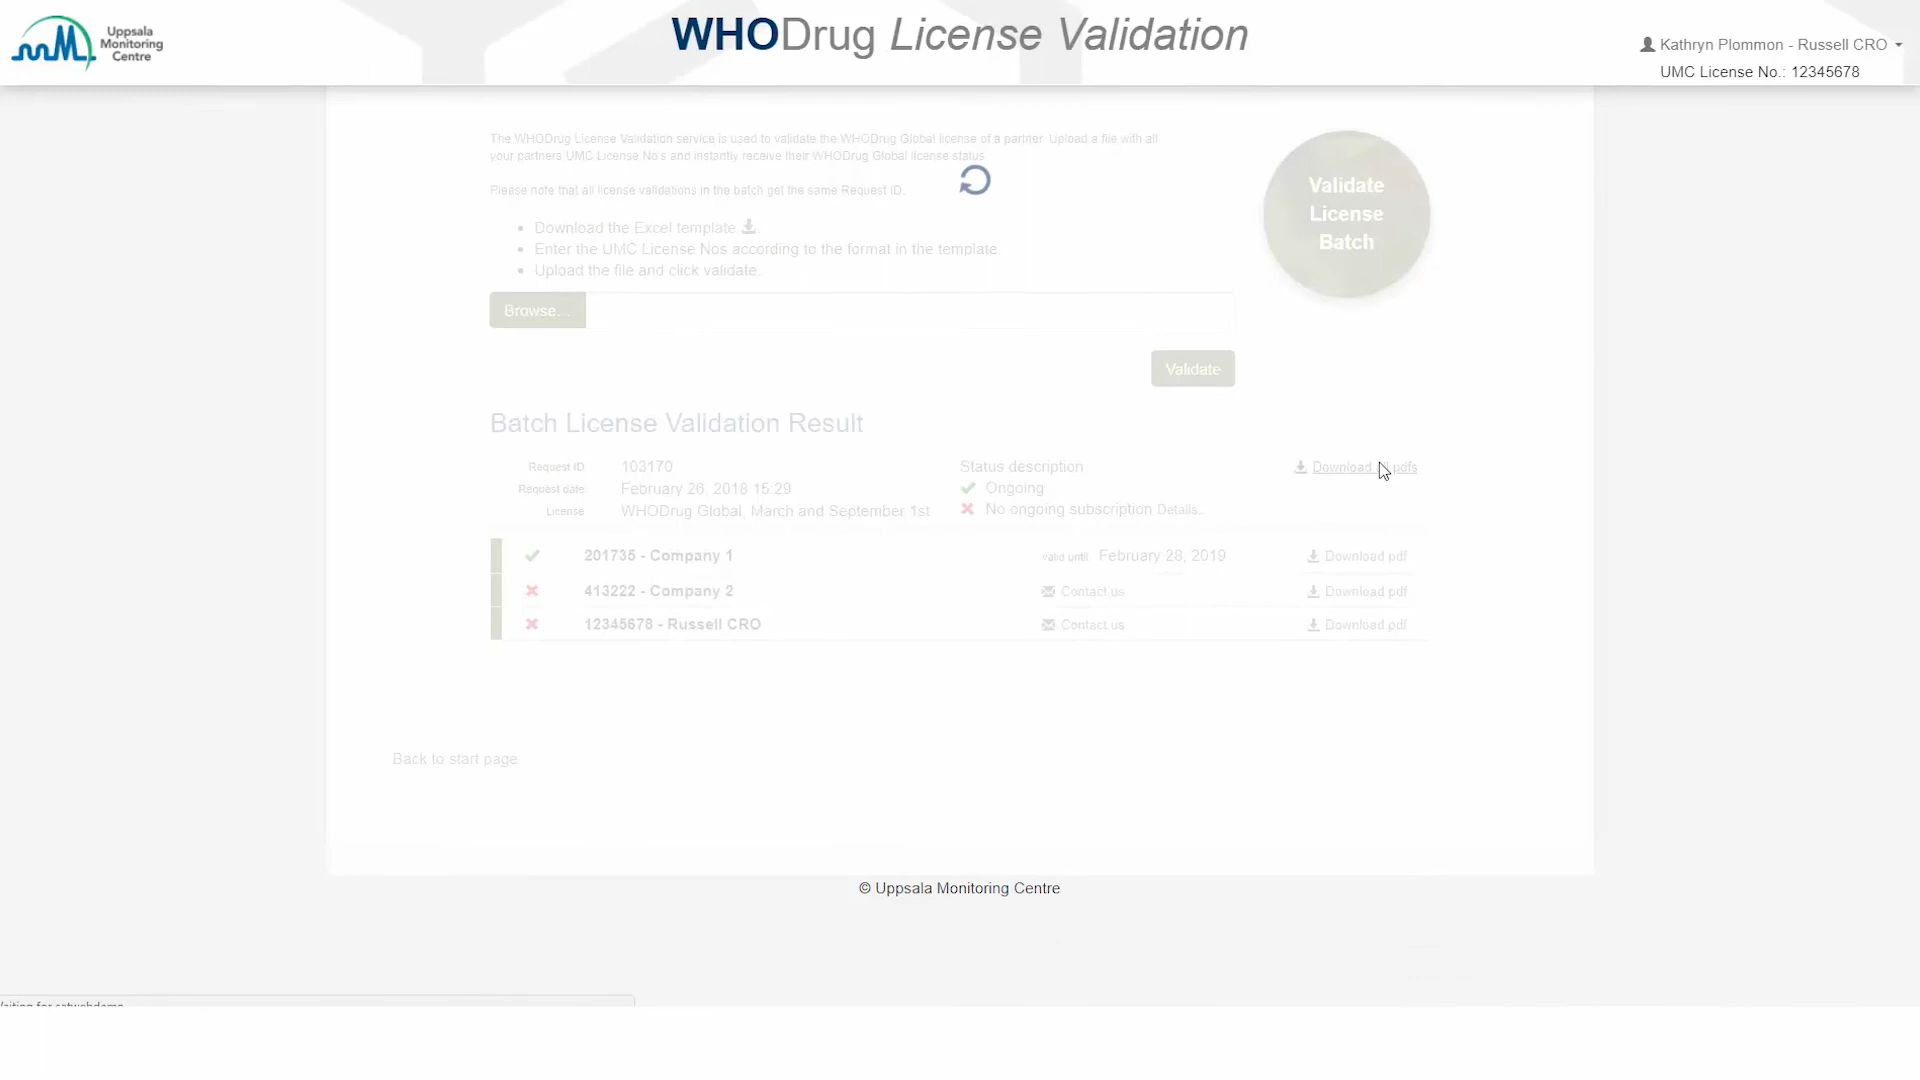 Uppsala
Monitoring
Centre
WHODrug License Validation
Kathryn Plommon - Russell CRO
UMC License No.: 12345678
The WHODrug License Validation service is used to validate the WHODrug Global license of a partner. Upload a file with all
your partners UMC License No's and instantly receive their WHODrug Global license status.
Please note that all license validations in the batch get the same Request ID.
Download the Excel template
Enter the UMC License Nos according to the format in the template.
Upload the file and click validate.
Validate
License
Batch
Browse...
Validate
Batch License Validation Result
Request ID 103170 Status description Download all pdfs
Request date February 26, 2018 15:29 Ongoing
License WHODrug Global, March and September 1st No ongoing subscription Details...
201735 - Company 1 valid until February 28, 2019 Download pdf
413222 - Company 2 Contact us Download pdf
12345678 - Russell CRO Contact us Download pdf
Back to start page
© Uppsala Monitoring Centre